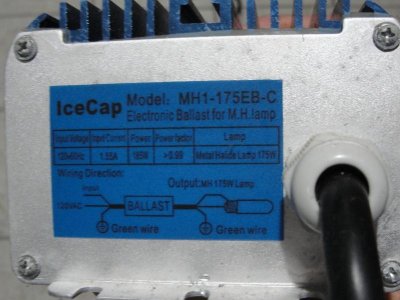 IceCap Model: MH1-175EB-C
Electronic Ballast for M.H.lamp
Input Voltage Input Current Power Power factor Lamp
120v60Hz 1.55A 185W >0.99 Metal Halide Lamp 175W
Wiring Direction:
Input Output:MH 175W Lamp
120VAC BALLAST
Green wire Green wire